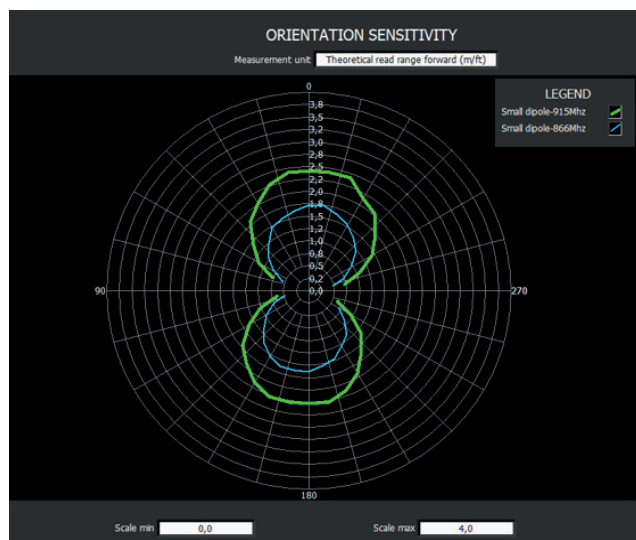 ORIENTATION SENSITIVITY
Measurement unit Theoretical read range forward (m/ft)
LEGEND
Small dipole-915Mhz
Small dipole-866Mhz
0
3,8
3,5
3,2
3,0
2,8
2,5
2,2
2,0
1,8
1,5
1,2
1,0
0,8
0,5
0,2
0,0
90
270
180
Scale min 0,0
Scale max 4,0